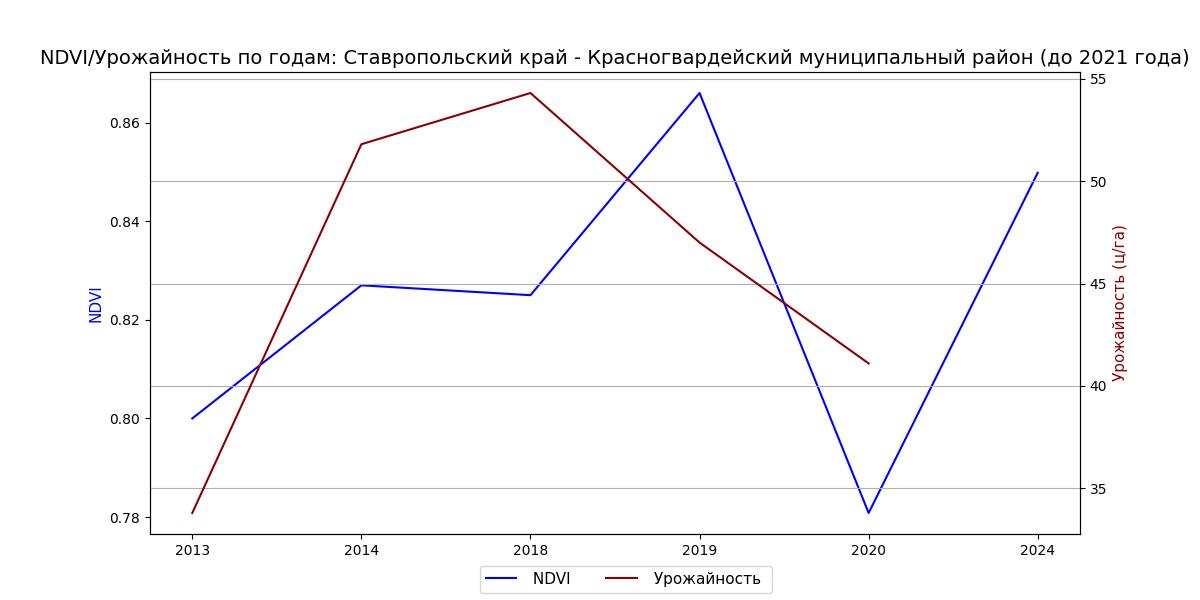 NDVI/Урожайность по годам: Ставропольский край - Красногвардейский муниципальный район (до 2021 года)
0.86
0.84
0.82
0.80
0.78
NDVI
55
50
45
40
35
Урожайность (ц/га)
2013 2014 2018 2019 2020 2024
NDVI Урожайность